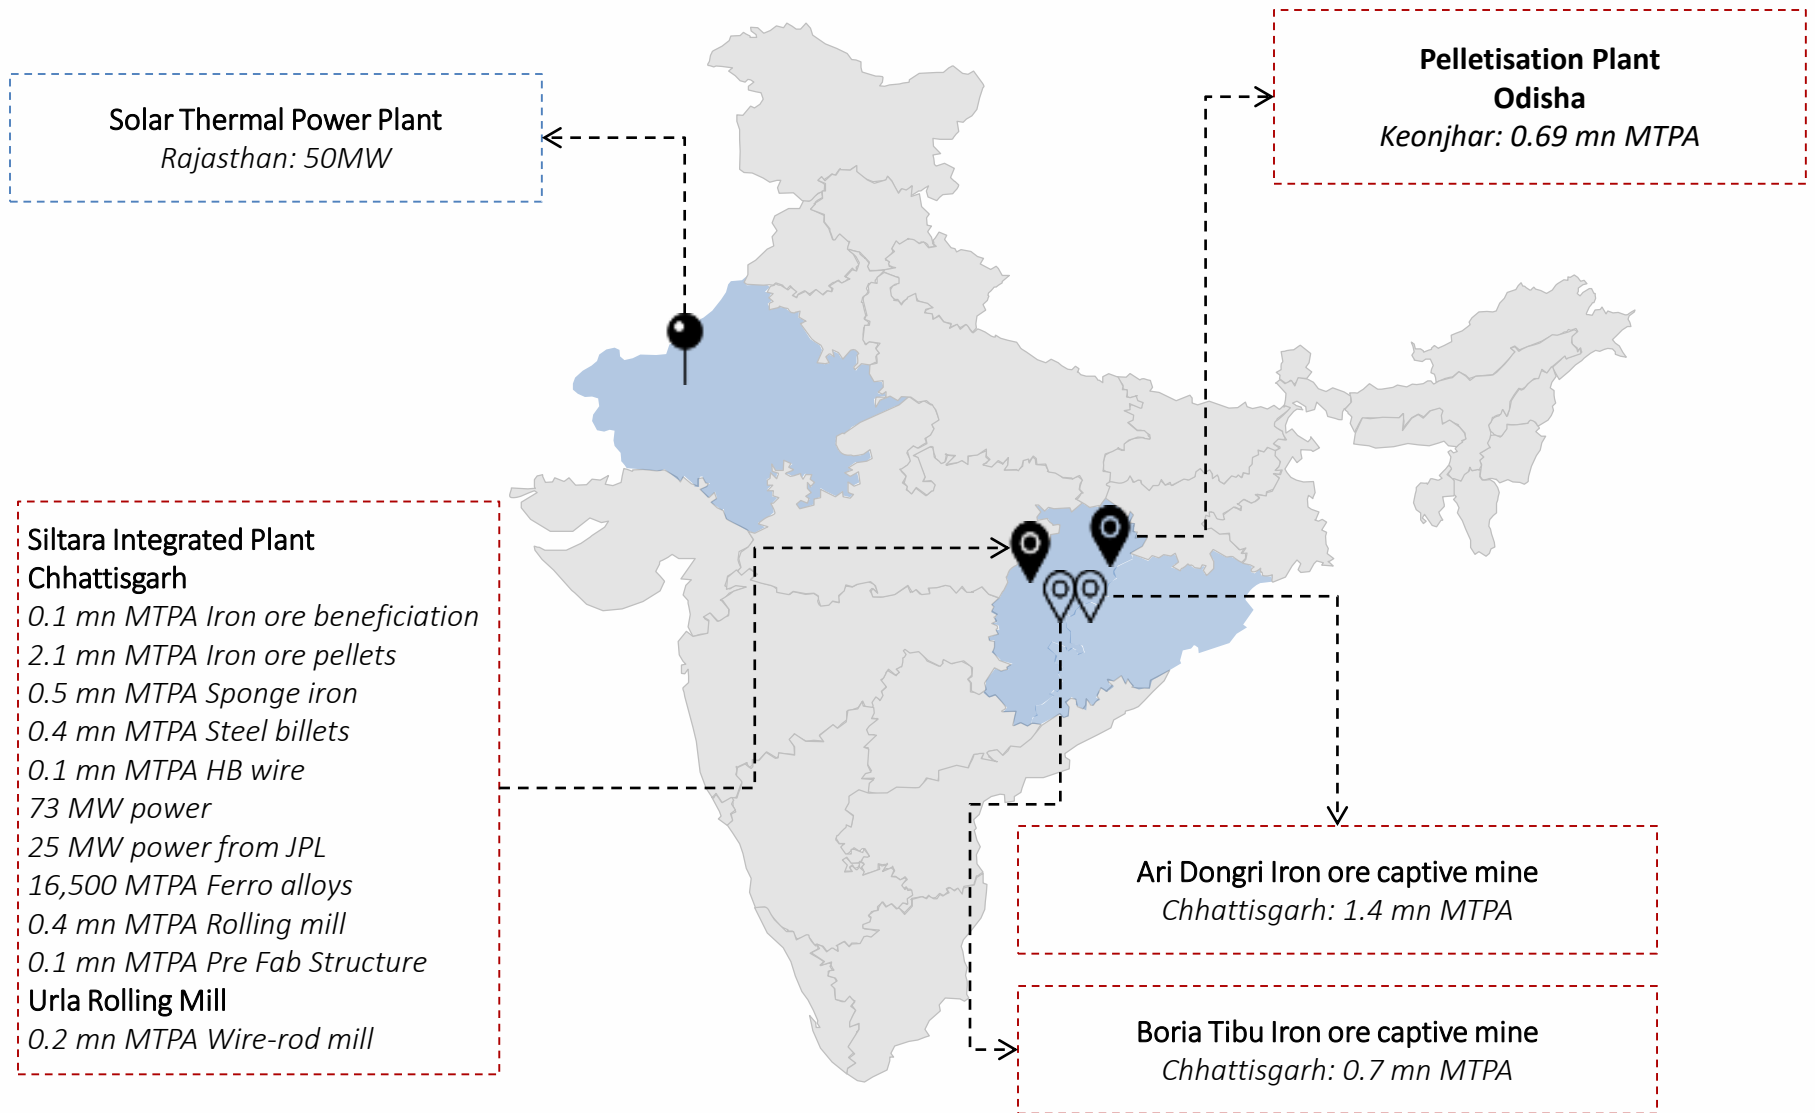 Solar Thermal Power Plant
Rajasthan: 50MW
Pelletisation Plant
Odisha
Keonjhar: 0.69 mn MTPA
Siltara Integrated Plant
Chhattisgarh
0.1 mn MTPA Iron ore beneficiation
2.1 mn MTPA Iron ore pellets
0.5 mn MTPA Sponge iron
0.4 mn MTPA Steel billets
0.1 mn MTPA HB wire
73 MW power
25 MW power from JPL
16,500 MTPA Ferro alloys
0.4 mn MTPA Rolling mill
0.1 mn MTPA Pre Fab Structure
Urla Rolling Mill
0.2 mn MTPA Wire-rod mill
Ari Dongri Iron ore captive mine
Chhattisgarh: 1.4 mn MTPA
Boria Tibu Iron ore captive mine
Chhattisgarh: 0.7 mn MTPA